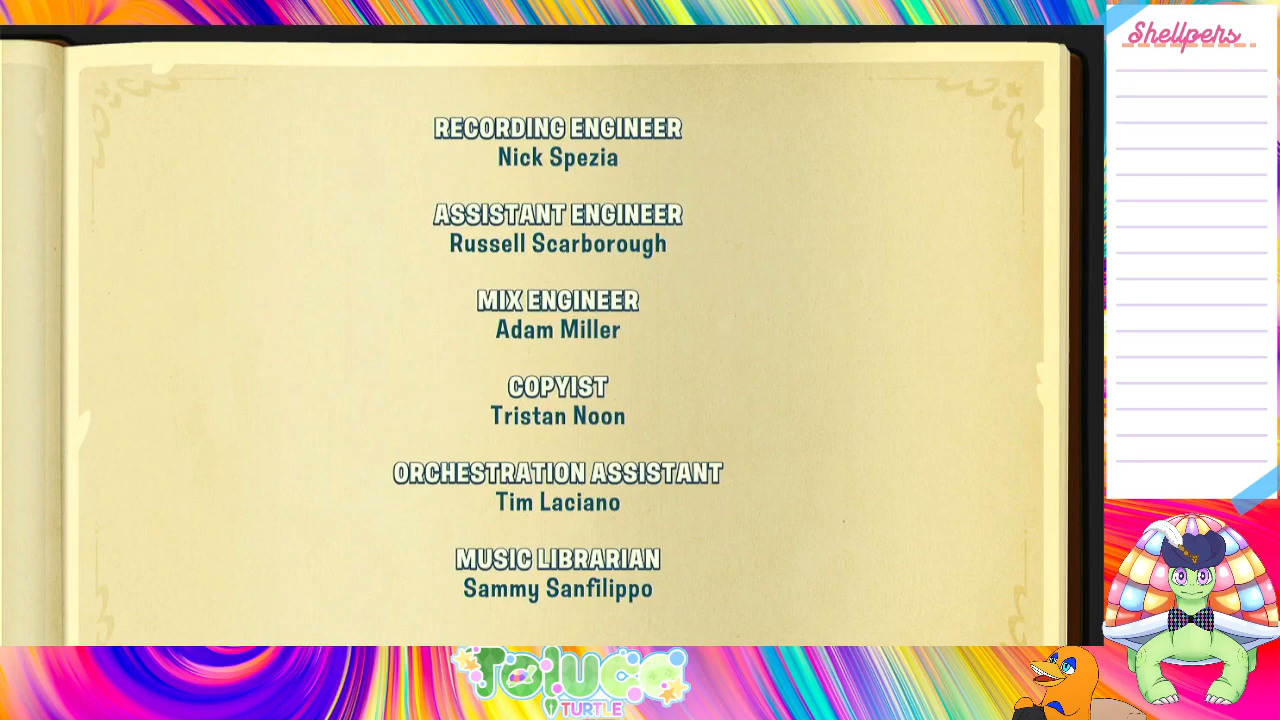 Shellpers
RECORDING ENGINEER
Nick Spezia
ASSISTANT ENGINEER
Russell Scarborough
MIX ENGINEER
Adam Miller
COPYIST
Tristan Noon
ORCHESTRATION ASSISTANT
Tim Laciano
MUSIC LIBRARIAN
Sammy Sanfilippo
Toluca
TURTLE